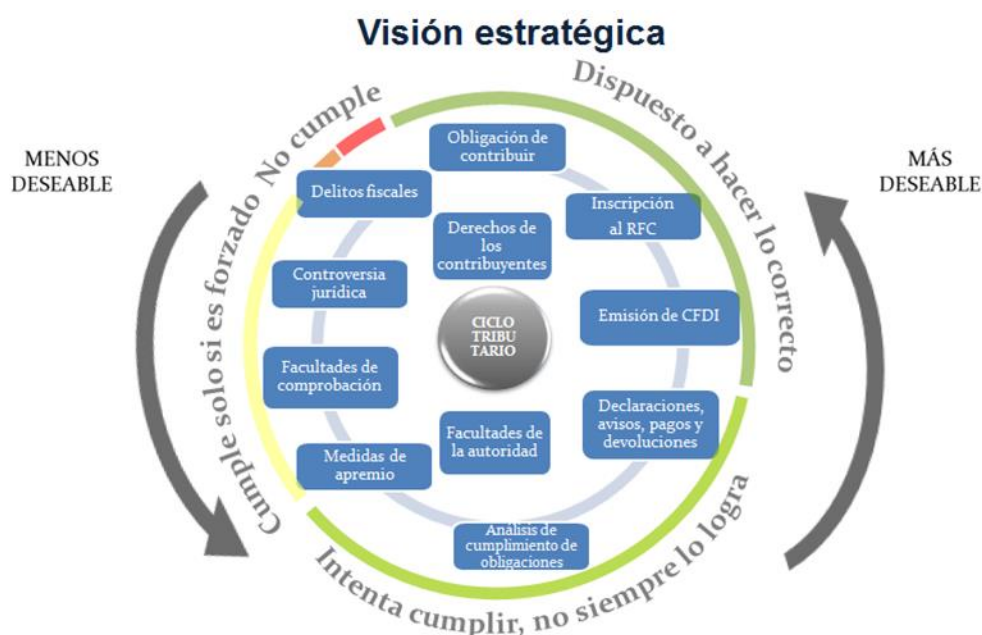 Visión estratégica
No cumple
Dispuesto a hacer lo correcto
MENOS
DESEABLE
MÁS
DESEABLE
Obligación de
contribuir
Delitos fiscales
Inscripción
al RFC
Derechos de
los
contribuyentes
Controversia
jurídica
CICLO
TRIBU
TARIO
Emisión de CFDI
Facultades de
comprobación
Declaraciones,
avisos, pagos y
devoluciones
Facultades de
la autoridad
Medidas de
apremio
Análisis de
cumplimiento de
obligaciones
Cumple solo si es forzado
Intenta cumplir, no siempre lo logra